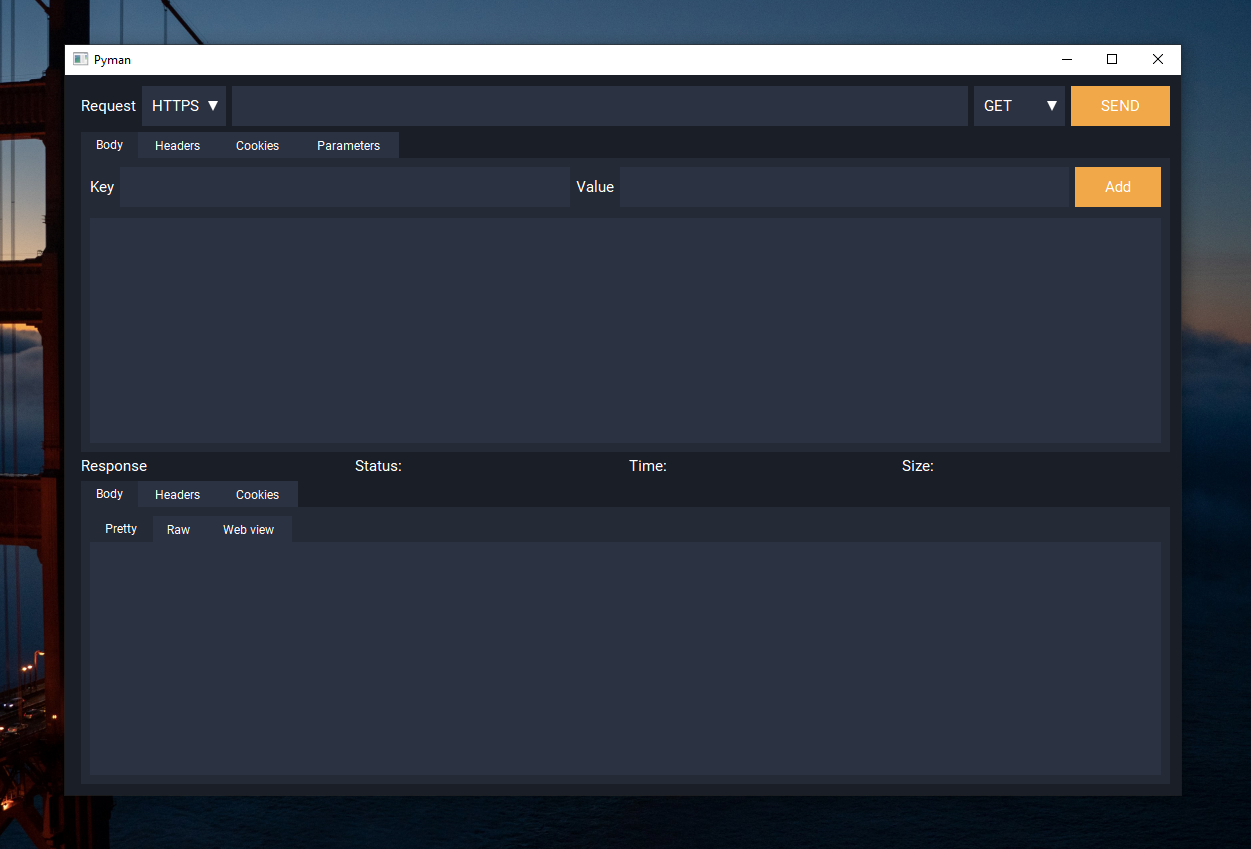 Pyman
Request HTTPS ▼ GET ▼ SEND
Body Headers Cookies Parameters
Key Value Add
Response Status: Time: Size:
Body Headers Cookies
Pretty Raw Web view